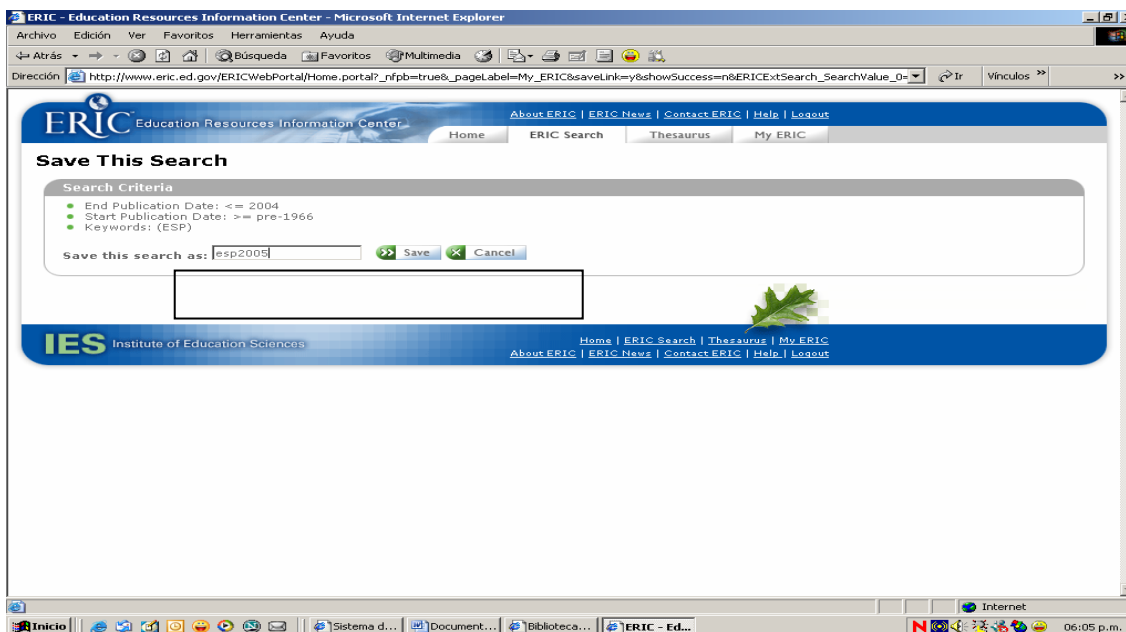 ERIC - Education Resources Information Center - Microsoft Internet Explorer
Archivo Edición Ver Favoritos Herramientas Ayuda
Atrás Búsqueda Favoritos Multimedia
Dirección http://www.eric.ed.gov/ERICWebPortal/Home.portal?_nfpb=true&_pageLabel=My_ERIC&saveLink=y&showSuccess=n&ERICExtSearch_SearchValue_0= Ir Vínculos »
ERIC Education Resources Information Center
About ERIC | ERIC News | Contact ERIC | Help | Logout
Home ERIC Search Thesaurus My ERIC
Save This Search
Search Criteria
End Publication Date: <= 2004
Start Publication Date: >= pre-1966
Keywords: (ESP)
Save this search as: esp2005 Save Cancel
IES Institute of Education Sciences
Home | ERIC Search | Thesaurus | My ERIC
About ERIC | ERIC News | Contact ERIC | Help | Logout
Internet
Inicio Sistema d... Document... Biblioteca... ERIC - Ed... N 06:05 p.m.